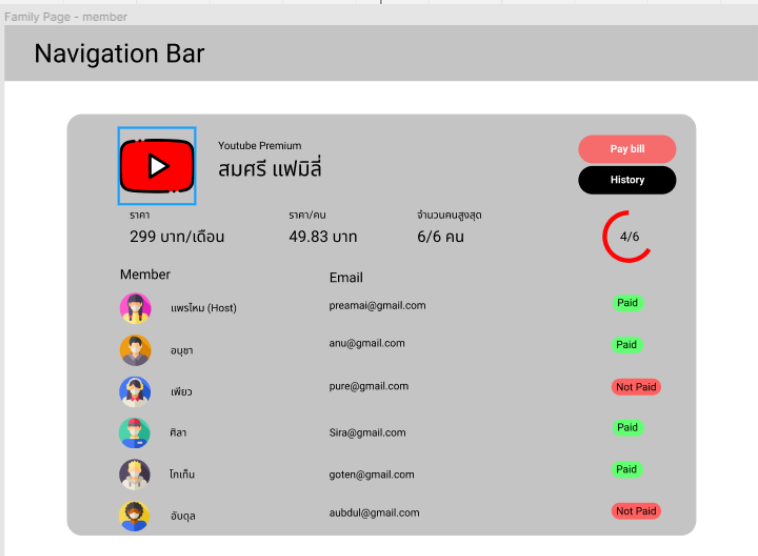 Family Page - member
Navigation Bar
Youtube Premium
สมศรี แฟมิลี่
Pay bill
History
ราคา ราคา/คน จำนวนคนสูงสุด
299 บาท/เดือน 49.83 บาท 6/6 คน 4/6
Member Email
แพรไหม (Host) preamai@gmail.com Paid
อนุชา anu@gmail.com Paid
เพียว pure@gmail.com Not Paid
ศิลา Sira@gmail.com Paid
โกเก็น goten@gmail.com Paid
อับดุล aubdul@gmail.com Not Paid